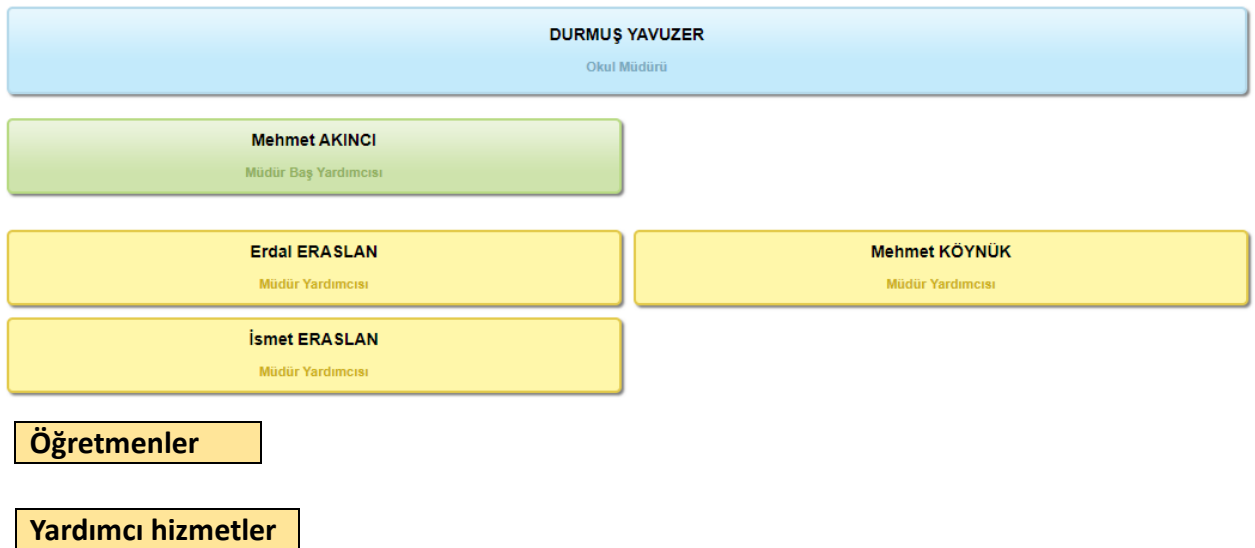 DURMUŞ YAVUZER
Okul Müdürü
Mehmet AKINCI
Müdür Baş Yardımcısı
Erdal ERASLAN
Müdür Yardımcısı
Mehmet KÖYNÜK
Müdür Yardımcısı
İsmet ERASLAN
Müdür Yardımcısı
Öğretmenler
Yardımcı hizmetler